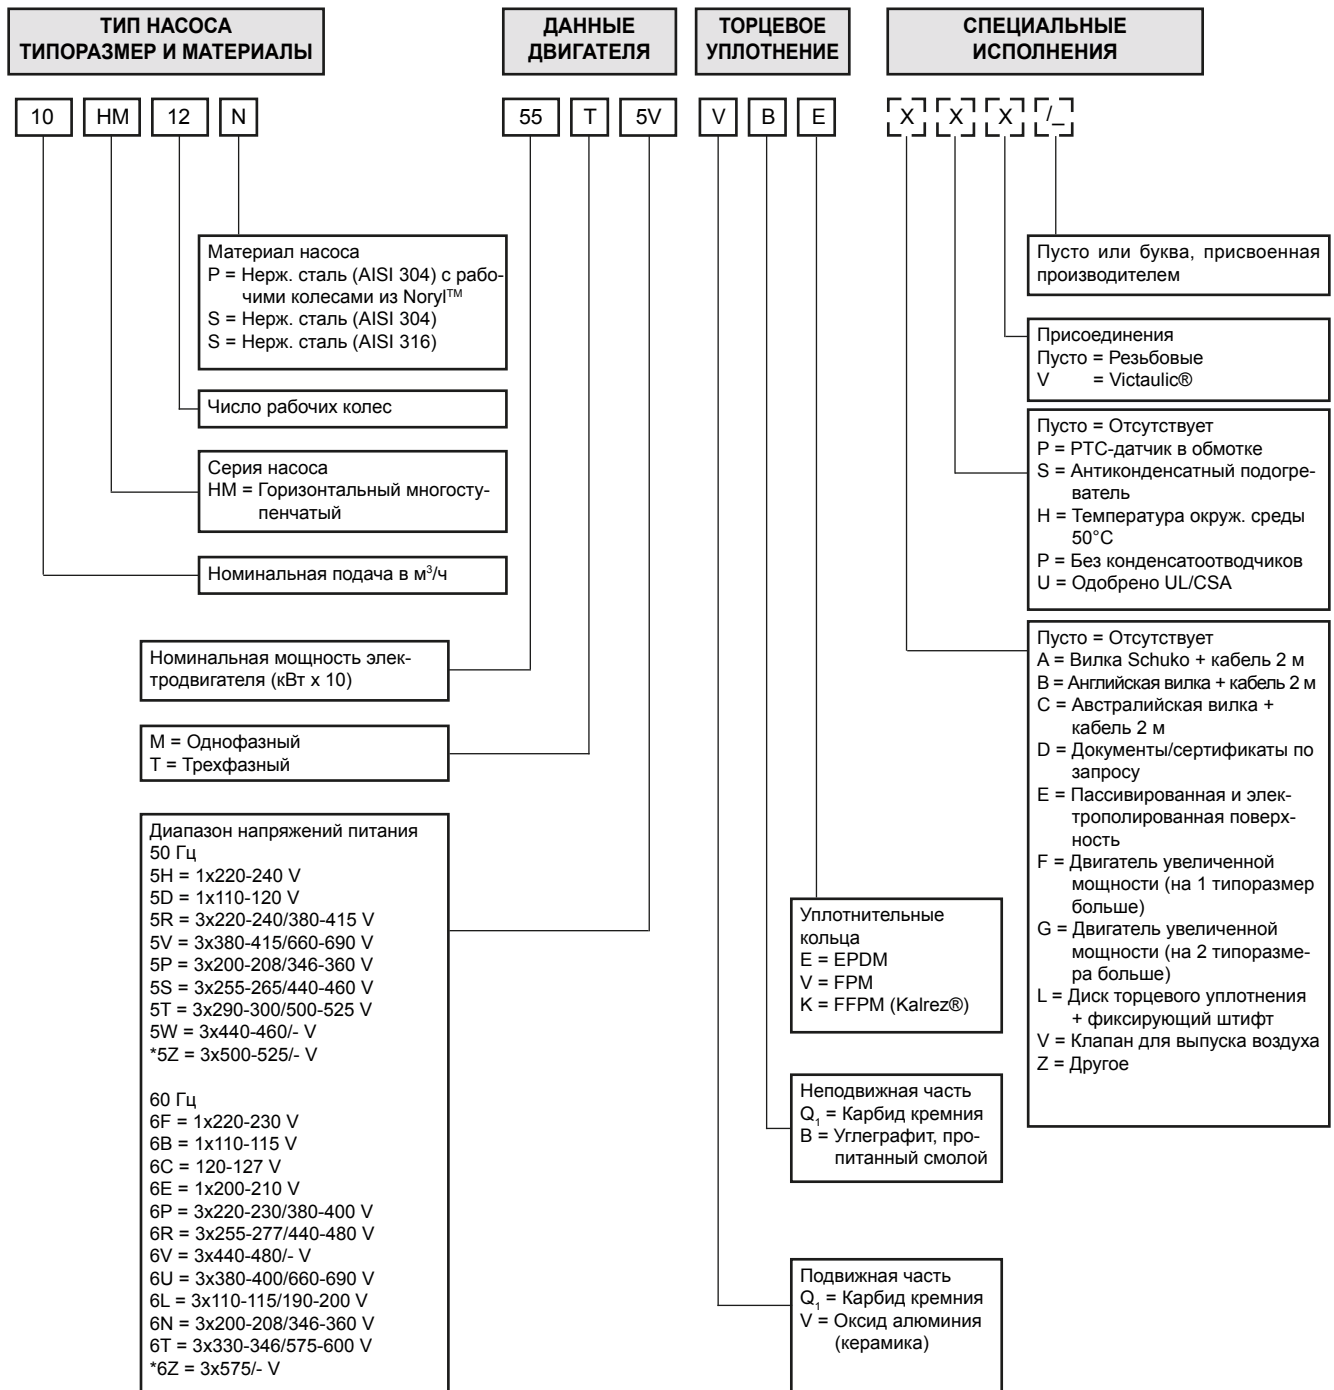 ТИП НАСОСА
ТИПОРАЗМЕР И МАТЕРИАЛЫ
ДАННЫЕ
ДВИГАТЕЛЯ
ТОРЦЕВОЕ
УПЛОТНЕНИЕ
СПЕЦИАЛЬНЫЕ
ИСПОЛНЕНИЯ
10 HM 12 N 55 T 5V V B E X X X /_
Материал насоса
P = Нерж. сталь (AISI 304) с рабо-
чими колесами из Noryl™
S = Нерж. сталь (AISI 304)
S = Нерж. сталь (AISI 316)
Число рабочих колес
Серия насоса
HM = Горизонтальный многосту-
пенчатый
Номинальная подача в м³/ч
Номинальная мощность элек-
тродвигателя (кВт x 10)
M = Однофазный
T = Трехфазный
Диапазон напряжений питания
50 Гц
5H = 1x220-240 V
5D = 1x110-120 V
5R = 3x220-240/380-415 V
5V = 3x380-415/660-690 V
5P = 3x200-208/346-360 V
5S = 3x255-265/440-460 V
5T = 3x290-300/500-525 V
5W = 3x440-460/- V
*5Z = 3x500-525/- V
60 Гц
6F = 1x220-230 V
6B = 1x110-115 V
6C = 120-127 V
6E = 1x200-210 V
6P = 3x220-230/380-400 V
6R = 3x255-277/440-480 V
6V = 3x440-480/- V
6U = 3x380-400/660-690 V
6L = 3x110-115/190-200 V
6N = 3x200-208/346-360 V
6T = 3x330-346/575-600 V
*6Z = 3x575/- V
Уплотнительные
кольца
E = EPDM
V = FPM
K = FFPM (Kalrez®)
Неподвижная часть
Q₁ = Карбид кремния
B = Углеграфит, про-
питанный смолой
Подвижная часть
Q₁ = Карбид кремния
V = Оксид алюминия
(керамика)
Пусто или буква, присвоенная
производителем
Присоединения
Пусто = Резьбовые
V = Victaulic®
Пусто = Отсутствует
P = PTC-датчик в обмотке
S = Антиконденсатный подогре-
ватель
H = Температура окруж. среды
50°C
P = Без конденсатоотводчиков
U = Одобрено UL/CSA
Пусто = Отсутствует
A = Вилка Schuko + кабель 2 м
B = Английская вилка + кабель 2 м
C = Австралийская вилка +
кабель 2 м
D = Документы/сертификаты по
запросу
E = Пассивированная и элек-
трополированная поверх-
ность
F = Двигатель увеличенной
мощности (на 1 типоразмер
больше)
G = Двигатель увеличенной
мощности (на 2 типоразме-
ра больше)
L = Диск торцевого уплотнения
+ фиксирующий штифт
V = Клапан для выпуска воздуха
Z = Другое